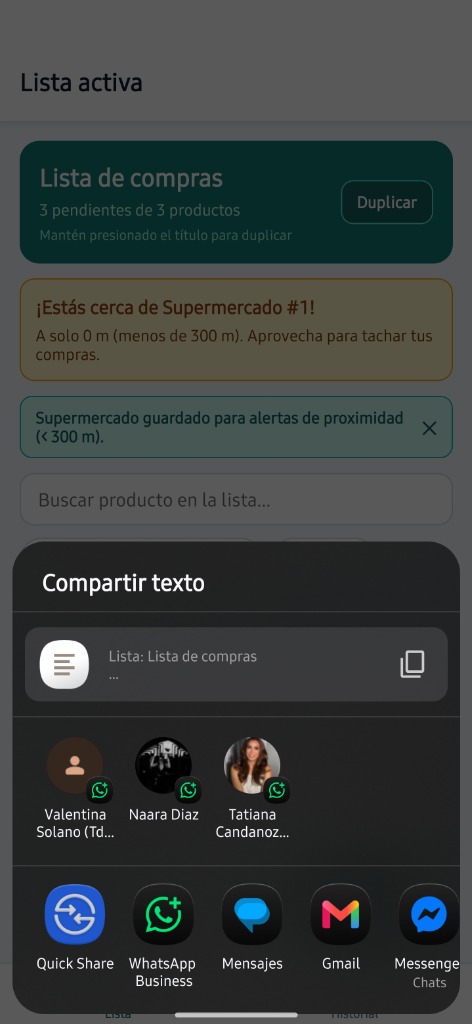 Lista activa
Lista de compras
3 pendientes de 3 productos
Mantén presionado el título para duplicar
Duplicar
¡Estás cerca de Supermercado #1!
A solo 0 m (menos de 300 m). Aprovecha para tachar tus
compras.
Supermercado guardado para alertas de proximidad
(< 300 m).
Buscar producto en la lista...
Compartir texto
Lista: Lista de compras
...
Valentina
Solano (Td...
Naara Diaz
Tatiana
Candanoz...
Quick Share
WhatsApp
Business
Mensajes
Gmail
Messenge
Chats
Lista
Historial